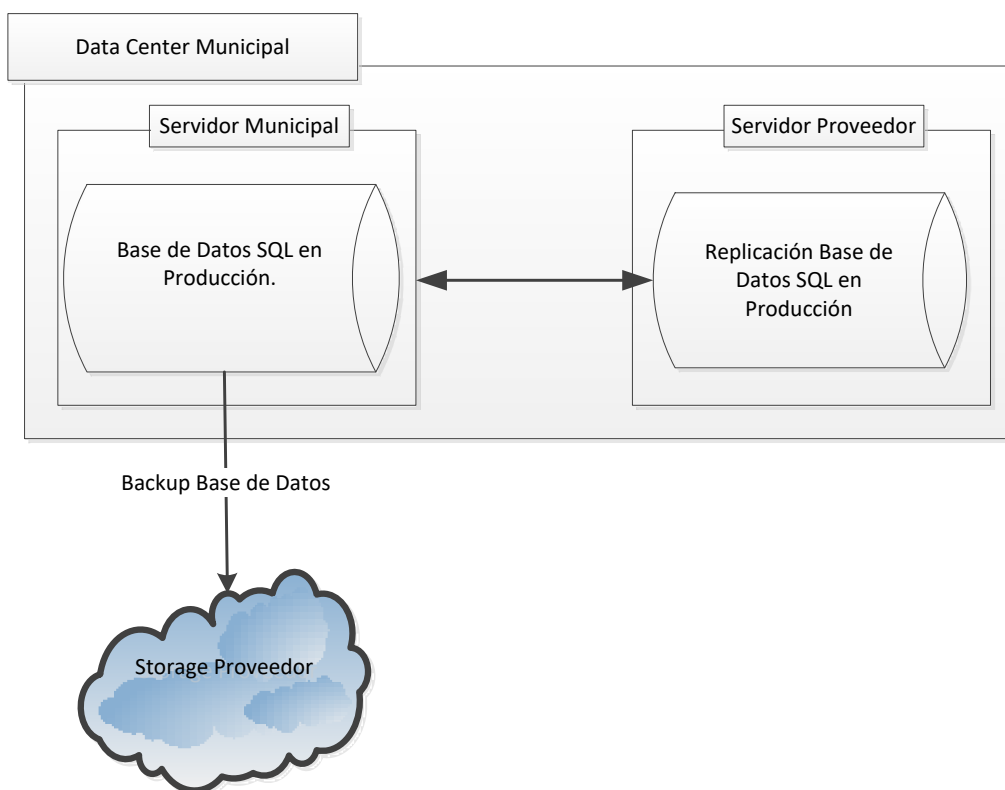 Data Center Municipal
Servidor Municipal
Servidor Proveedor
Base de Datos SQL en
Producción.
Replicación Base de
Datos SQL en
Producción
Backup Base de Datos
Storage Proveedor